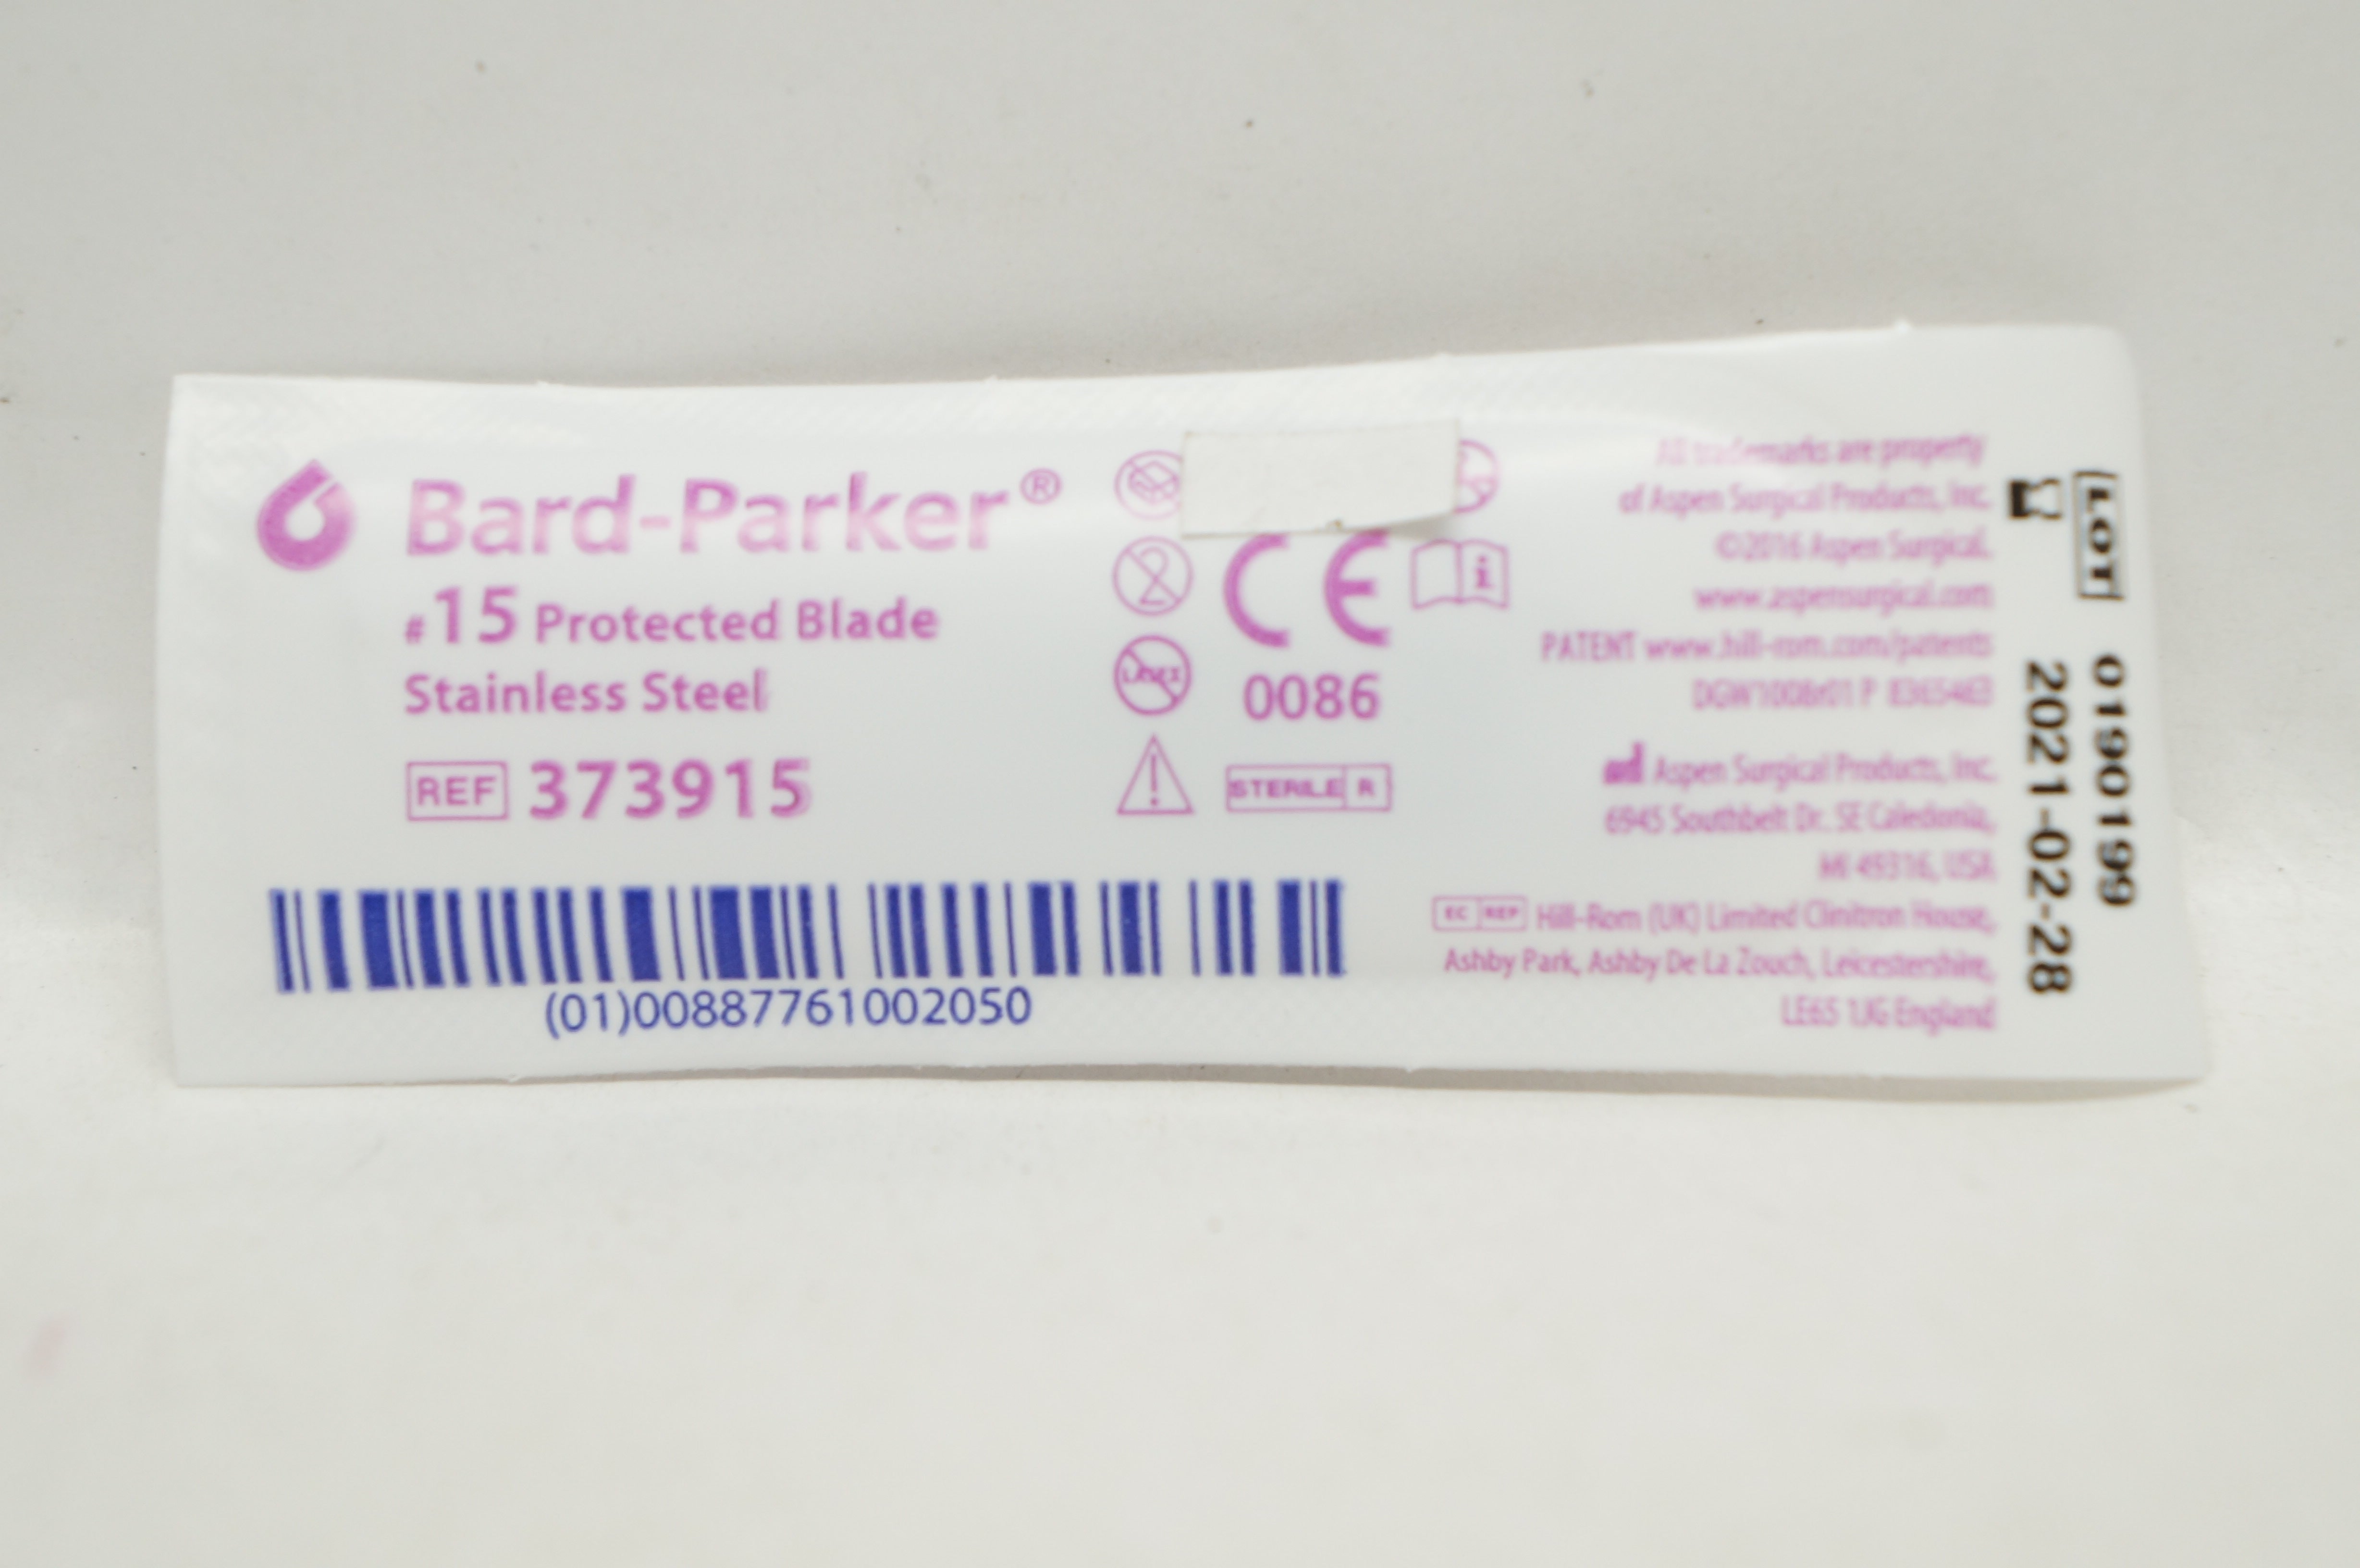 Bard-Parker®
#15 Protected Blade
Stainless Steel
REF 373915
(01)00887761002050
2
LATEX
CE
0086
STERILE R
i
All trademarks are property
of Aspen Surgical Products, Inc.
©2016 Aspen Surgical.
www.aspensurgical.com
PATENT www.hill-rom.com/patents
Aspen Surgical Products, Inc.
6945 Southbelt Dr. SE Caledonia,
MI 49316, USA
EC REP Hill-Rom (UK) Limited Clinitron House,
Ashby Park, Ashby De La Zouch, Leicestershire,
LE65 1JG England
LOT 0190199
2021-02-28